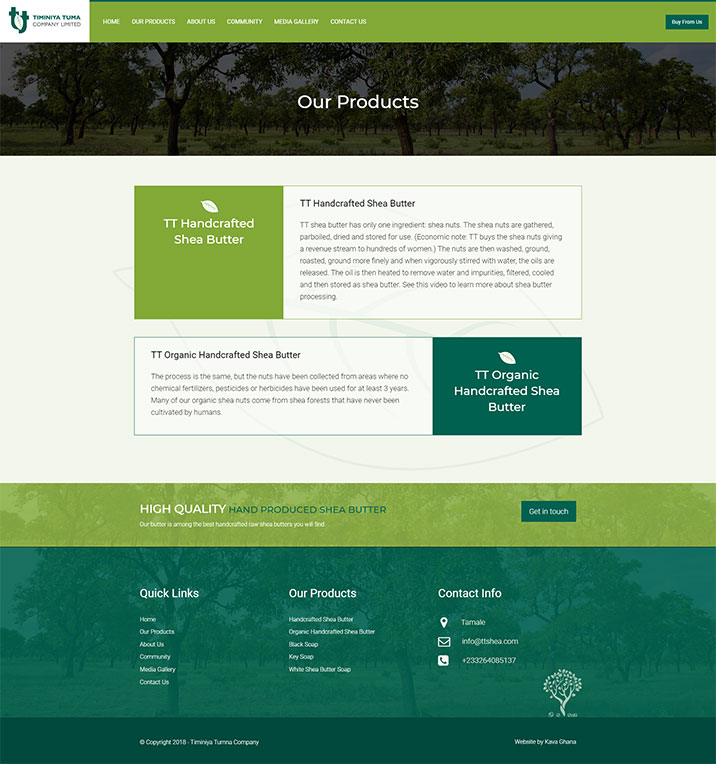 TIMINIYA TUMA
COMPANY LIMITED
HOME
OUR PRODUCTS
ABOUT US
COMMUNITY
MEDIA GALLERY
CONTACT US
Buy From Us
Our Products
TT Handcrafted
Shea Butter
TT Handcrafted Shea Butter
TT shea butter has only one ingredient: shea nuts. The shea nuts are gathered,
parboiled, dried and stored for use. (Economic note: TT buys the shea nuts giving
a revenue stream to hundreds of women.) The nuts are then washed, ground,
roasted, ground more finely and when vigorously stirred with water, the oils are
released. The oil is then heated to remove water and impurities, filtered, cooled
and then stored as shea butter. See this video to learn more about shea butter
processing.
TT Organic Handcrafted Shea Butter
The process is the same, but the nuts have been collected from areas where no
chemical fertilizers, pesticides or herbicides have been used for at least 3 years.
Many of our organic shea nuts come from shea forests that have never been
cultivated by humans.
TT Organic
Handcrafted Shea
Butter
HIGH QUALITY HAND PRODUCED SHEA BUTTER
Our butter is among the best handcrafted raw shea butters you will find
Get in touch
Quick Links
Home
Our Products
About Us
Community
Media Gallery
Contact Us
Our Products
Handcrafted Shea Butter
Organic Handcrafted Shea Butter
Black Soap
Key Soap
White Shea Butter Soap
Contact Info
Tamale
info@ttshea.com
+233264085137
© Copyright 2018 · Timiniya Tumna Company
Website by Kava Ghana